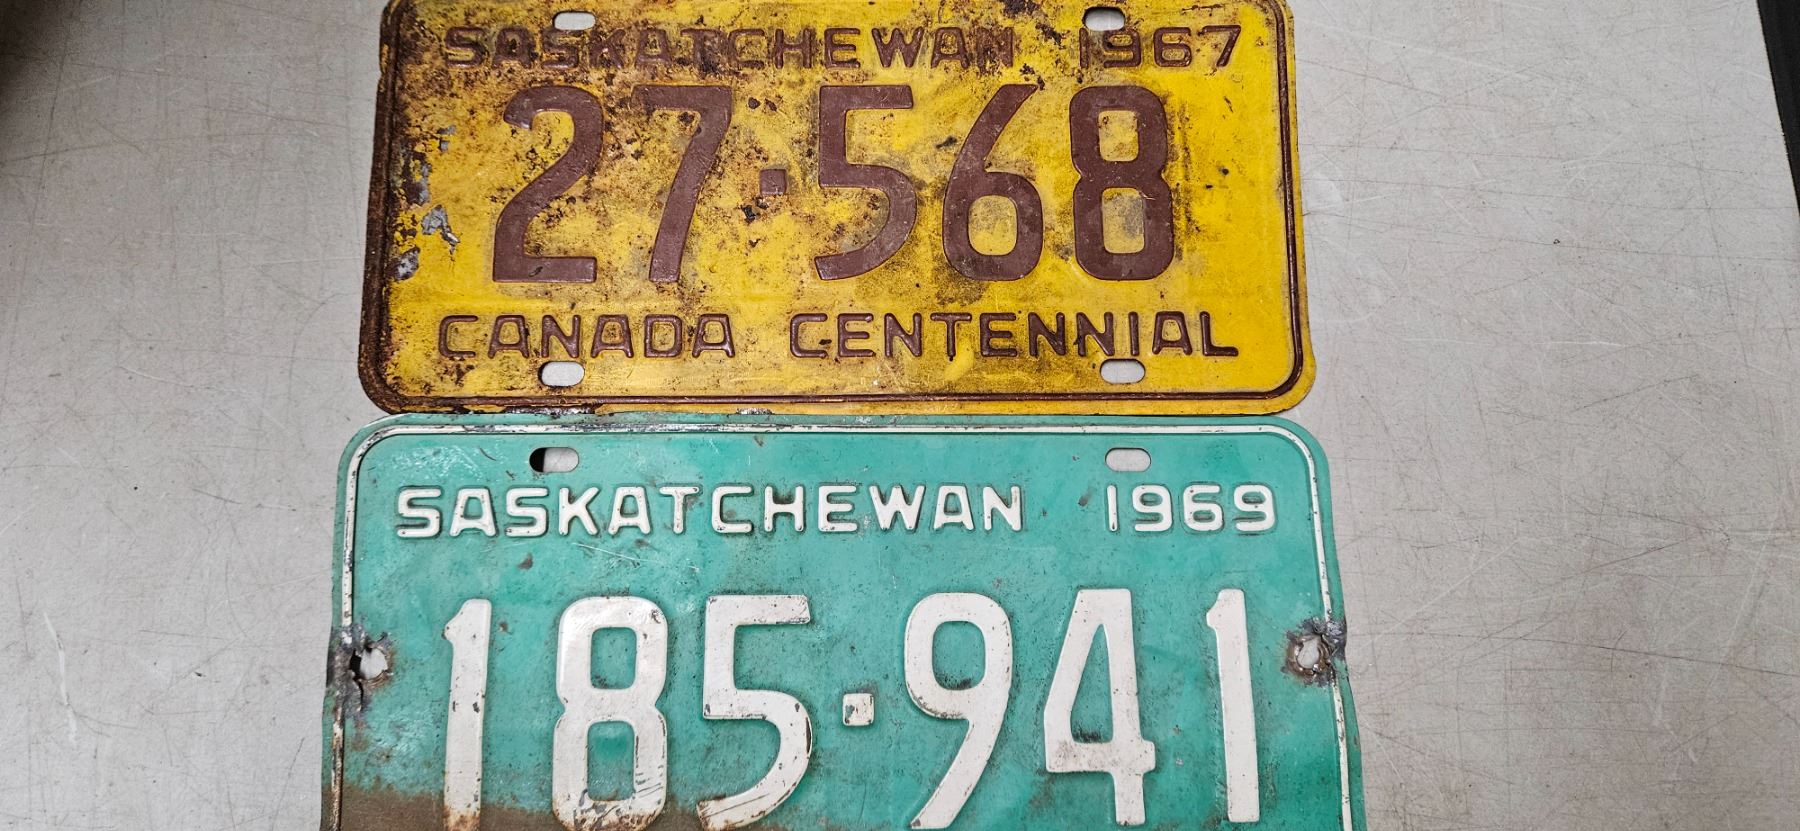 SASKATCHEWAN 1967
27·568
CANADA CENTENNIAL
SASKATCHEWAN 1969
185·941